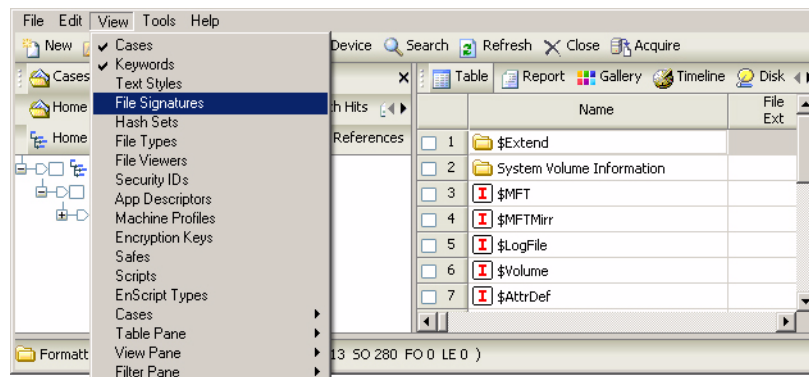 File Edit View Tools Help
New Device Search Refresh Close Acquire
Cases
Keywords
Text Styles
File Signatures
Hash Sets
File Types
File Viewers
Security IDs
App Descriptors
Machine Profiles
Encryption Keys
Safes
Scripts
EnScript Types
Cases
Table Pane
View Pane
Filter Pane
Cases
Home Hits
Home References
Table Report Gallery Timeline Disk
Name File Ext
1 $Extend
2 System Volume Information
3 $MFT
4 $MFTMirr
5 $LogFile
6 $Volume
7 $AttrDef
13 SO 280 FO 0 LE 0 )